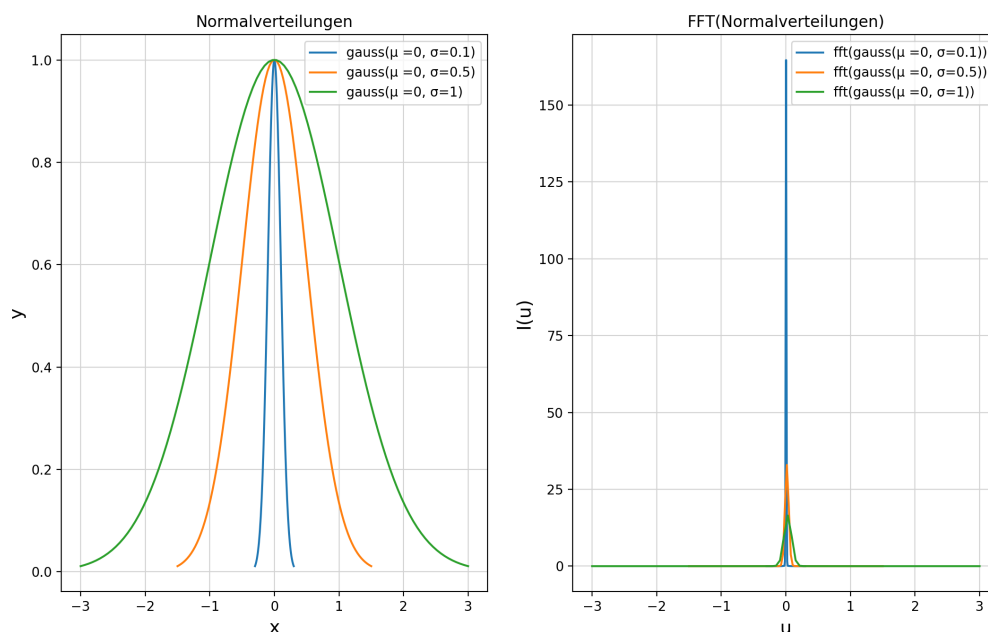 Normalverteilungen
gauss(μ =0, σ=0.1)
gauss(μ =0, σ=0.5)
gauss(μ =0, σ=1)
y
1.0
0.8
0.6
0.4
0.2
0.0
−3 −2 −1 0 1 2 3
x
FFT(Normalverteilungen)
fft(gauss(μ =0, σ=0.1))
fft(gauss(μ =0, σ=0.5))
fft(gauss(μ =0, σ=1))
I(u)
150
125
100
75
50
25
0
−3 −2 −1 0 1 2 3
u